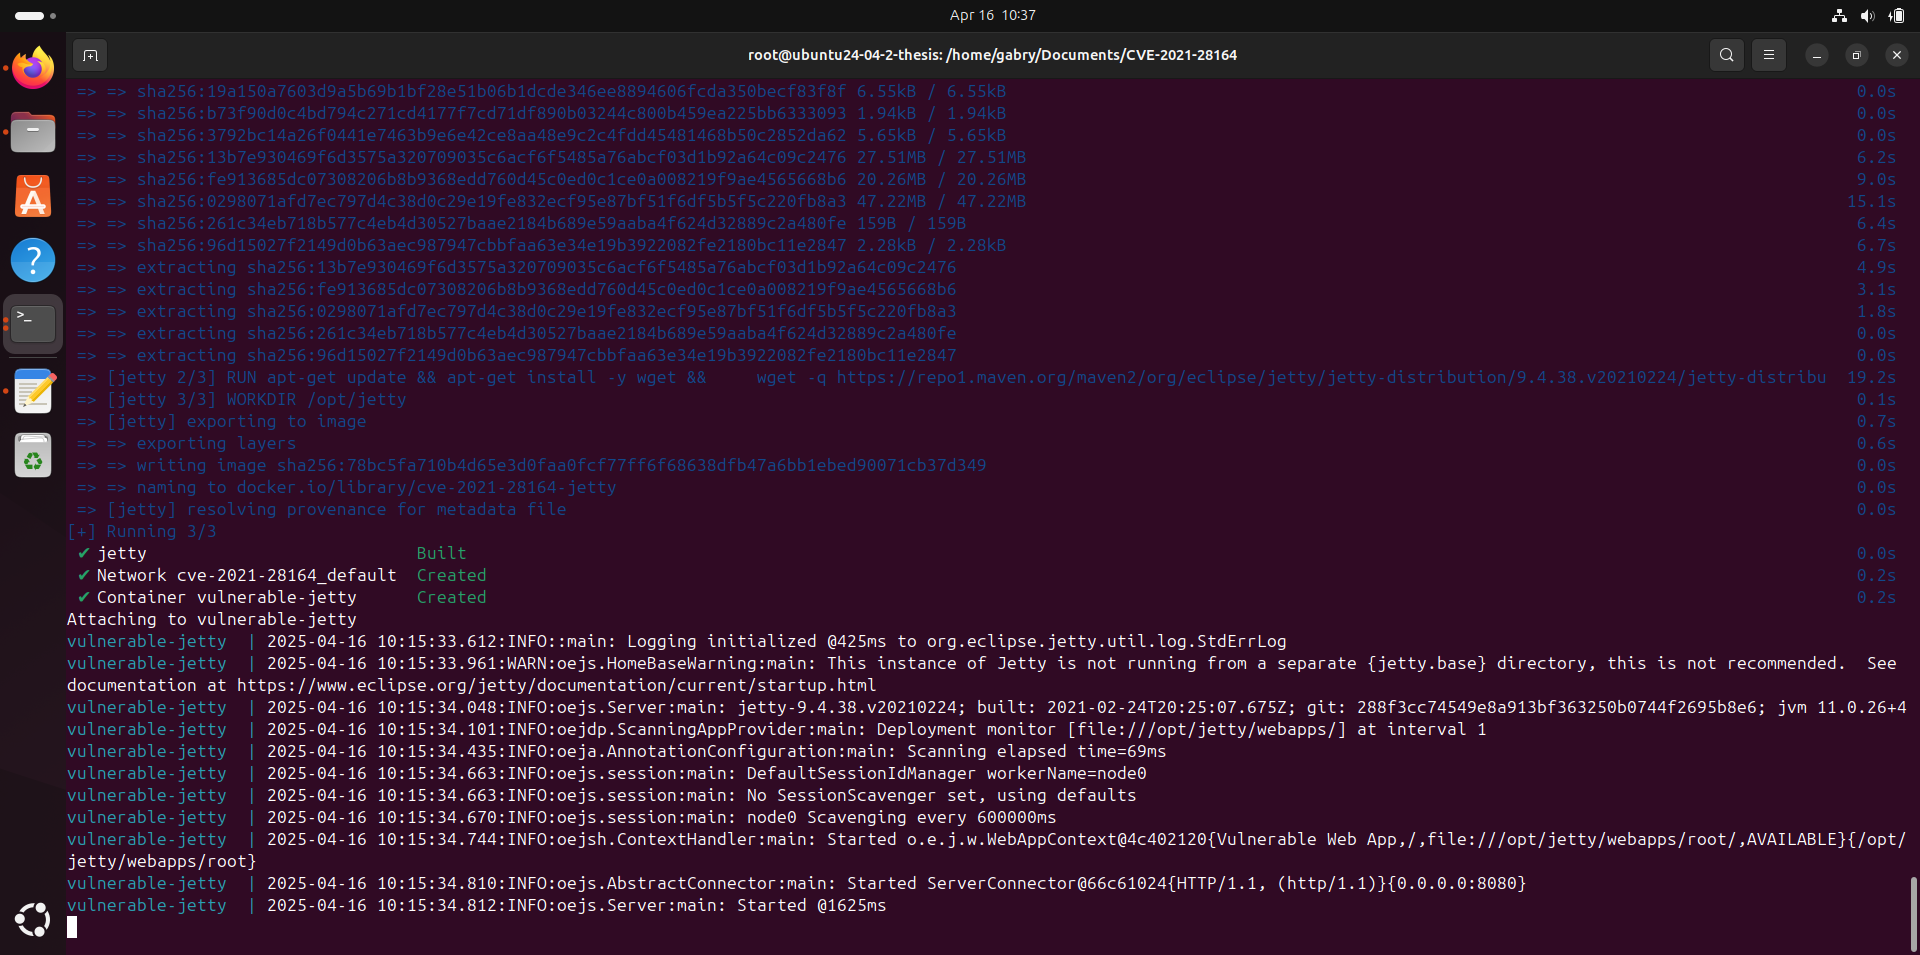 Apr 16 10:37
root@ubuntu24-04-2-thesis: /home/gabry/Documents/CVE-2021-28164
=> => sha256:19a150a7603d9a5b69b1bf28e51b06b1dcde346ee8894606fcda350becf83f8f 6.55kB / 6.55kB 0.0s
=> => sha256:b73f90d0c4bd794c271cd4177f7cd71df890b03244c800b459ea225bb6333093 1.94kB / 1.94kB 0.0s
=> => sha256:3792bc14a26f0441e7463b9e6e42ce8aa48e9c2c4fdd45481468b50c2852da62 5.65kB / 5.65kB 0.0s
=> => sha256:13b7e930469f6d3575a320709035c6acf6f5485a76abcf03d1b92a64c09c2476 27.51MB / 27.51MB 6.2s
=> => sha256:fe913685dc07308206b8b9368edd760d45c0ed0c1ce0a008219f9ae4565668b6 20.26MB / 20.26MB 9.0s
=> => sha256:0298071afd7ec797d4c38d0c29e19fe832ecf95e87bf51f6df5b5f5c220fb8a3 47.22MB / 47.22MB 15.1s
=> => sha256:261c34eb718b577c4eb4d30527baae2184b689e59aaba4f624d32889c2a480fe 159B / 159B 6.4s
=> => sha256:96d15027f2149d0b63aec987947cbbfaa63e34e19b3922082fe2180bc11e2847 2.28kB / 2.28kB 6.7s
=> => extracting sha256:13b7e930469f6d3575a320709035c6acf6f5485a76abcf03d1b92a64c09c2476 4.9s
=> => extracting sha256:fe913685dc07308206b8b9368edd760d45c0ed0c1ce0a008219f9ae4565668b6 3.1s
=> => extracting sha256:0298071afd7ec797d4c38d0c29e19fe832ecf95e87bf51f6df5b5f5c220fb8a3 1.8s
=> => extracting sha256:261c34eb718b577c4eb4d30527baae2184b689e59aaba4f624d32889c2a480fe 0.0s
=> => extracting sha256:96d15027f2149d0b63aec987947cbbfaa63e34e19b3922082fe2180bc11e2847 0.0s
=> [jetty 2/3] RUN apt-get update && apt-get install -y wget &&     wget -q https://repo1.maven.org/maven2/org/eclipse/jetty/jetty-distribution/9.4.38.v20210224/jetty-distribu 19.2s
=> [jetty 3/3] WORKDIR /opt/jetty 0.1s
=> [jetty] exporting to image 0.7s
=> => exporting layers 0.6s
=> => writing image sha256:78bc5fa710b4d65e3d0faa0fcf77ff6f68638dfb47a6bb1ebed90071cb37d349 0.0s
=> => naming to docker.io/library/cve-2021-28164-jetty 0.0s
=> [jetty] resolving provenance for metadata file 0.0s
[+] Running 3/3
✔ jetty Built 0.0s
✔ Network cve-2021-28164_default Created 0.2s
✔ Container vulnerable-jetty Created 0.2s
Attaching to vulnerable-jetty
vulnerable-jetty | 2025-04-16 10:15:33.612:INFO::main: Logging initialized @425ms to org.eclipse.jetty.util.log.StdErrLog
vulnerable-jetty | 2025-04-16 10:15:33.961:WARN:oejs.HomeBaseWarning:main: This instance of Jetty is not running from a separate {jetty.base} directory, this is not recommended.  See
documentation at https://www.eclipse.org/jetty/documentation/current/startup.html
vulnerable-jetty | 2025-04-16 10:15:34.048:INFO:oejs.Server:main: jetty-9.4.38.v20210224; built: 2021-02-24T20:25:07.675Z; git: 288f3cc74549e8a913bf363250b0744f2695b8e6; jvm 11.0.26+4
vulnerable-jetty | 2025-04-16 10:15:34.101:INFO:oejdp.ScanningAppProvider:main: Deployment monitor [file:///opt/jetty/webapps/] at interval 1
vulnerable-jetty | 2025-04-16 10:15:34.435:INFO:oeja.AnnotationConfiguration:main: Scanning elapsed time=69ms
vulnerable-jetty | 2025-04-16 10:15:34.663:INFO:oejs.session:main: DefaultSessionIdManager workerName=node0
vulnerable-jetty | 2025-04-16 10:15:34.663:INFO:oejs.session:main: No SessionScavenger set, using defaults
vulnerable-jetty | 2025-04-16 10:15:34.670:INFO:oejs.session:main: node0 Scavenging every 600000ms
vulnerable-jetty | 2025-04-16 10:15:34.744:INFO:oejsh.ContextHandler:main: Started o.e.j.w.WebAppContext@4c402120{Vulnerable Web App,/,file:///opt/jetty/webapps/root/,AVAILABLE}{/opt/
jetty/webapps/root}
vulnerable-jetty | 2025-04-16 10:15:34.810:INFO:oejs.AbstractConnector:main: Started ServerConnector@66c61024{HTTP/1.1, (http/1.1)}{0.0.0.0:8080}
vulnerable-jetty | 2025-04-16 10:15:34.812:INFO:oejs.Server:main: Started @1625ms